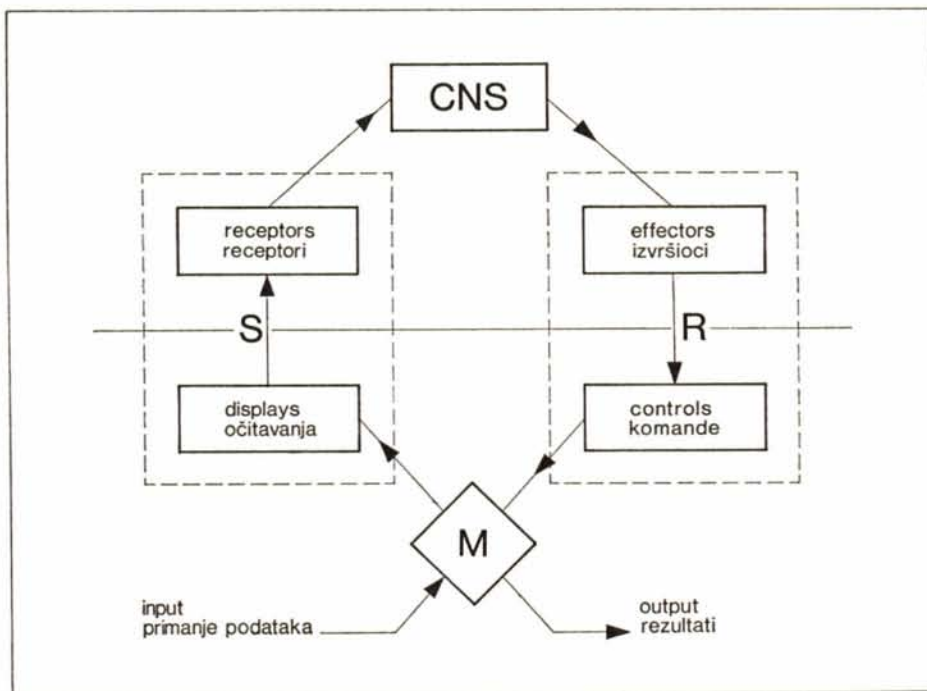 CNS
receptors
receptori
effectors
izvršioci
S
R
displays
očitavanja
controls
komande
M
input
primanje podataka
output
rezultati